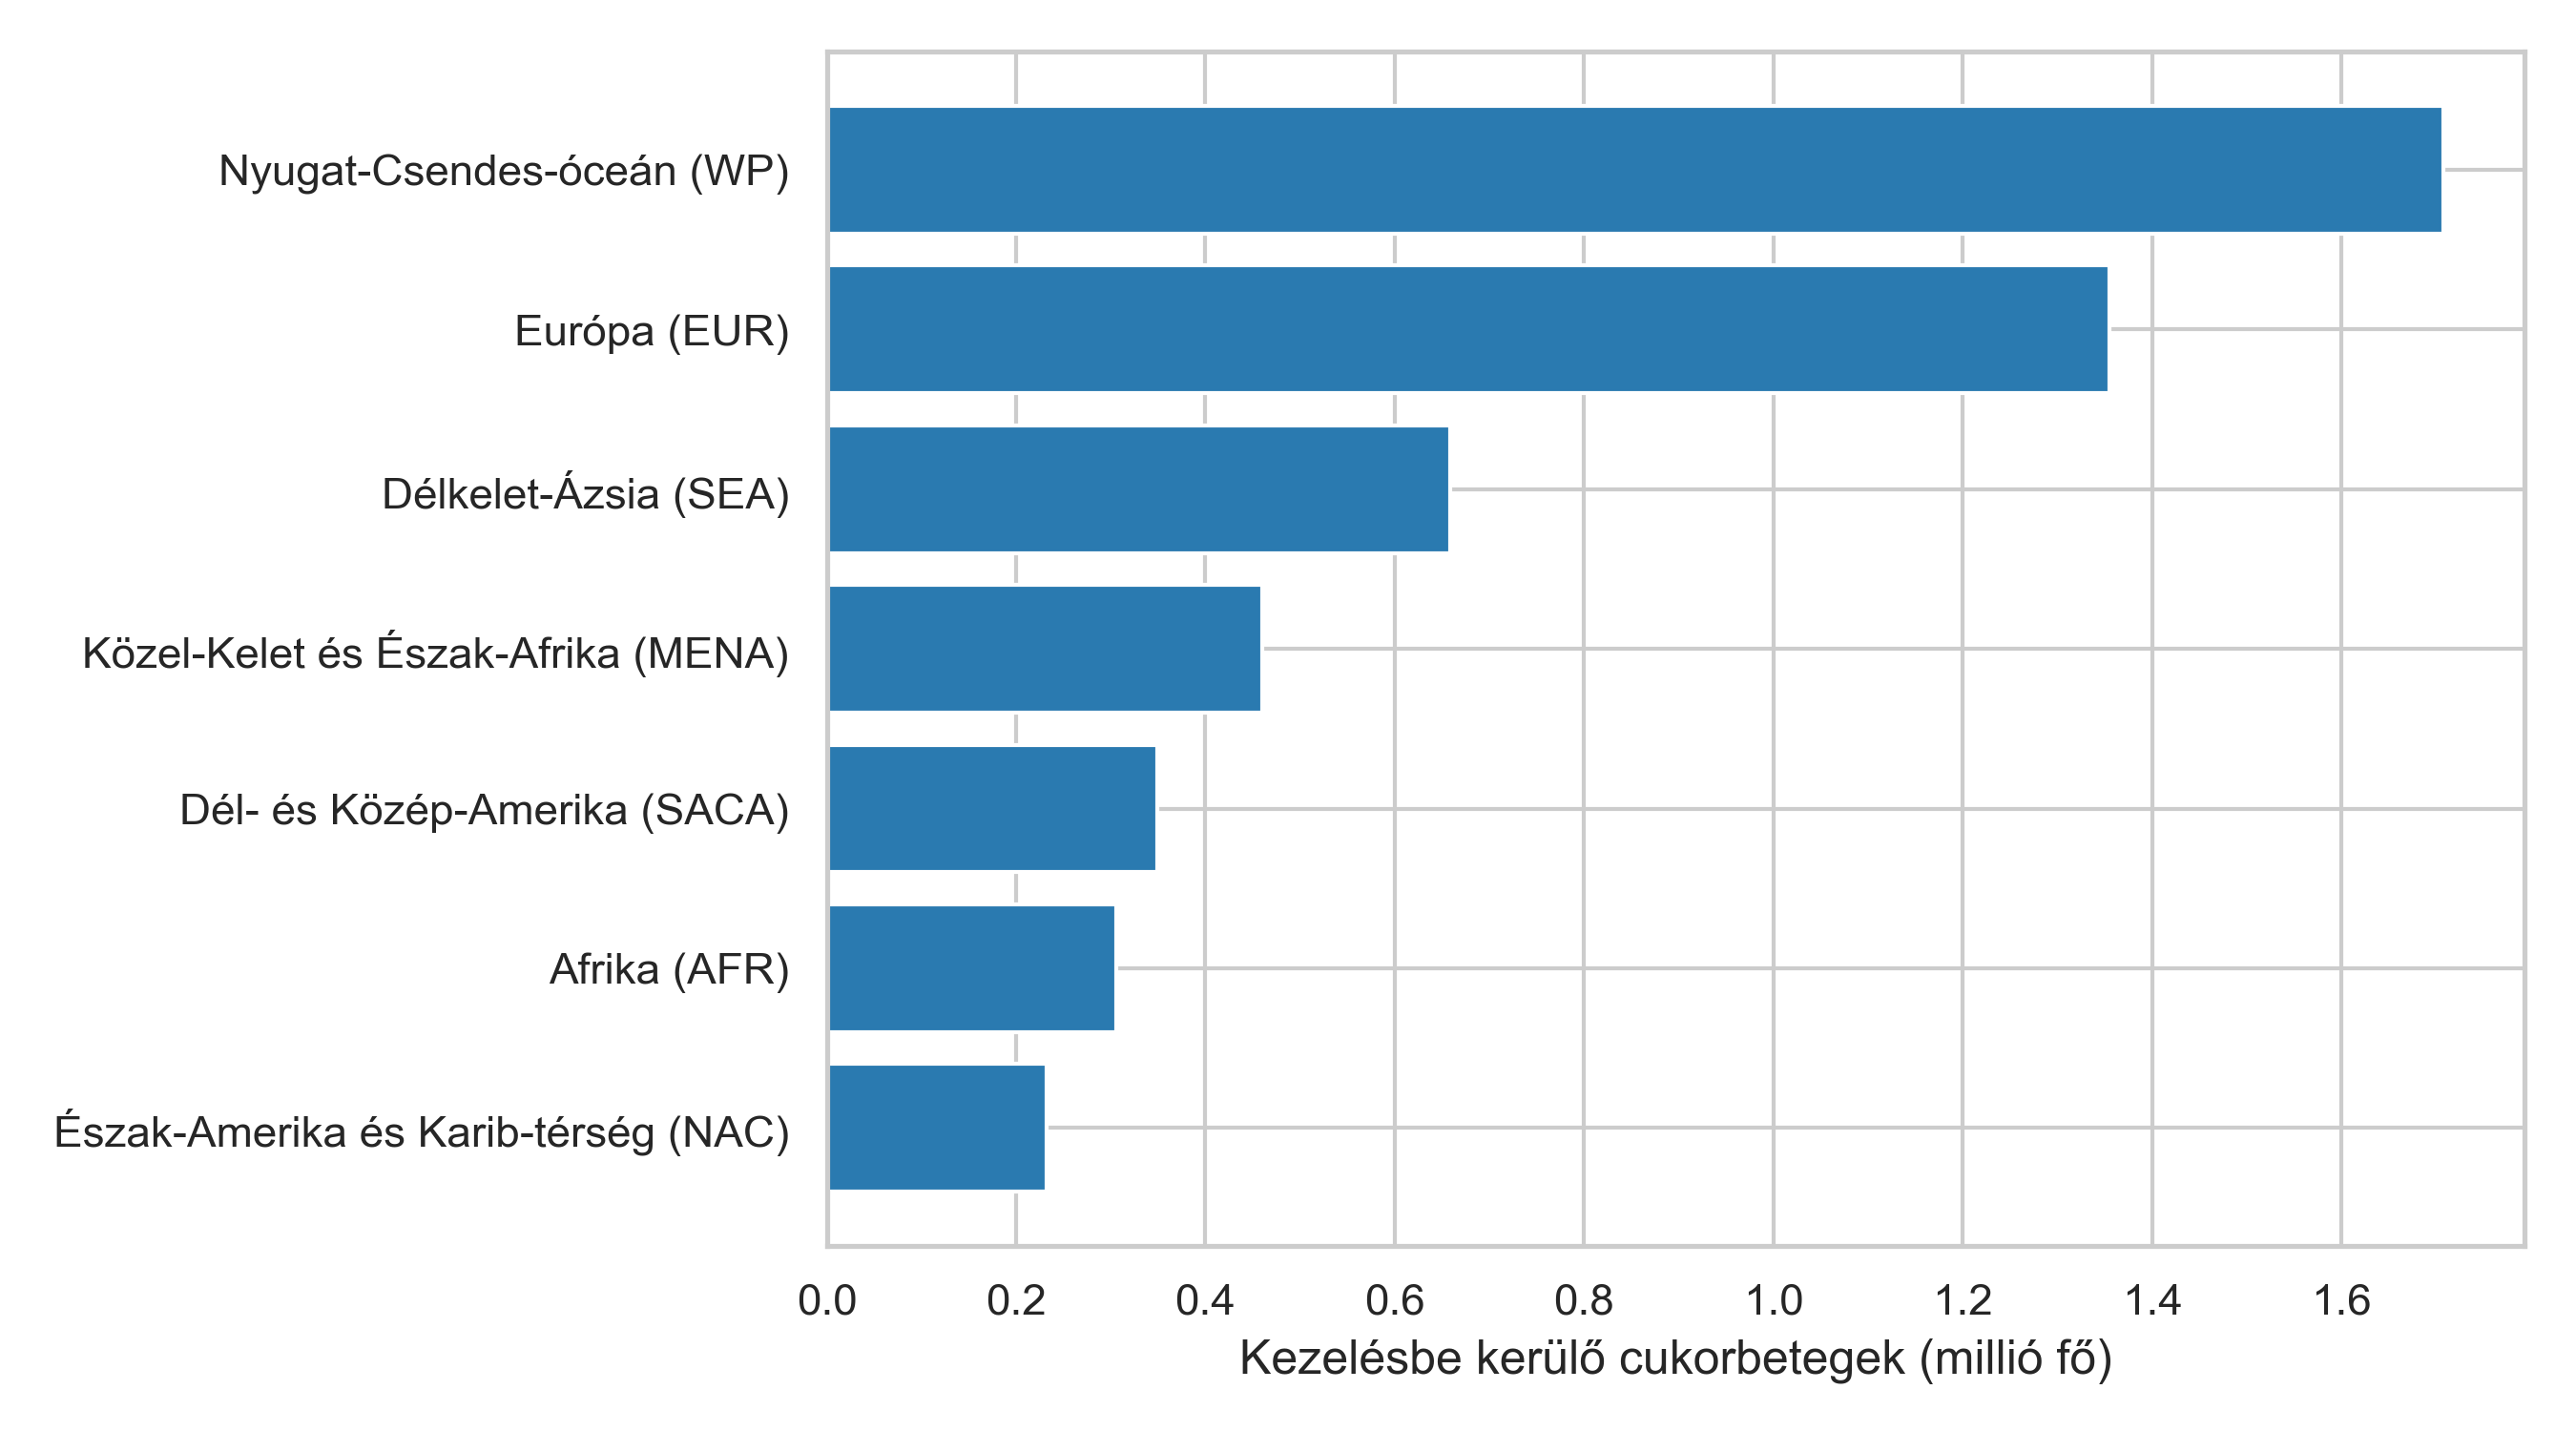 Nyugat-Csendes-óceán (WP)
Európa (EUR)
Délkelet-Ázsia (SEA)
Közel-Kelet és Észak-Afrika (MENA)
Dél- és Közép-Amerika (SACA)
Afrika (AFR)
Észak-Amerika és Karib-térség (NAC)
0.0 0.2 0.4 0.6 0.8 1.0 1.2 1.4 1.6
Kezelésbe kerülő cukorbetegek (millió fő)